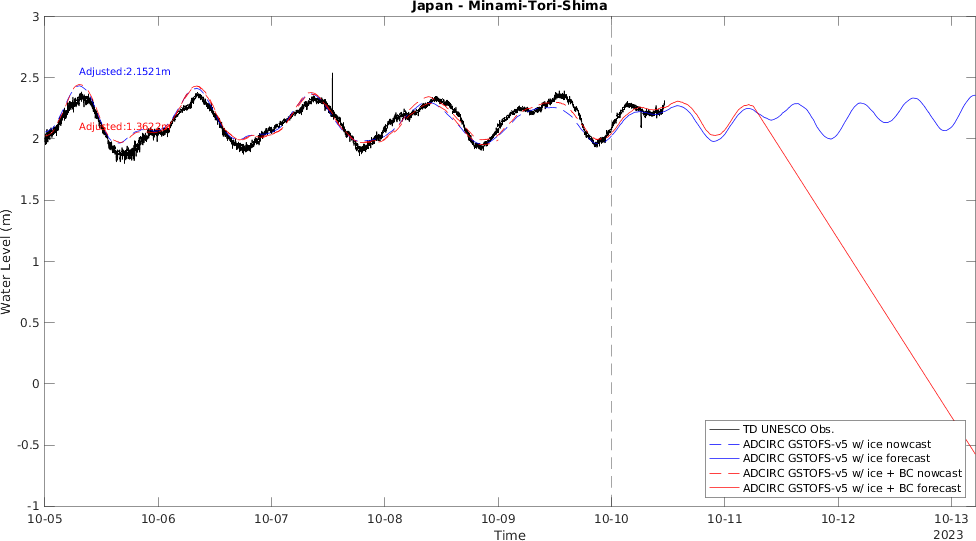 Japan - Minami-Tori-Shima
3
2.5
2
1.5
1
0.5
0
-0.5
-1
Water Level (m)
Adjusted:2.1521m
Adjusted:1.3622m
TD UNESCO Obs.
ADCIRC GSTOFS-v5 w/ ice nowcast
ADCIRC GSTOFS-v5 w/ ice forecast
ADCIRC GSTOFS-v5 w/ ice + BC nowcast
ADCIRC GSTOFS-v5 w/ ice + BC forecast
10-05 10-06 10-07 10-08 10-09 10-10 10-11 10-12 10-13
Time
2023